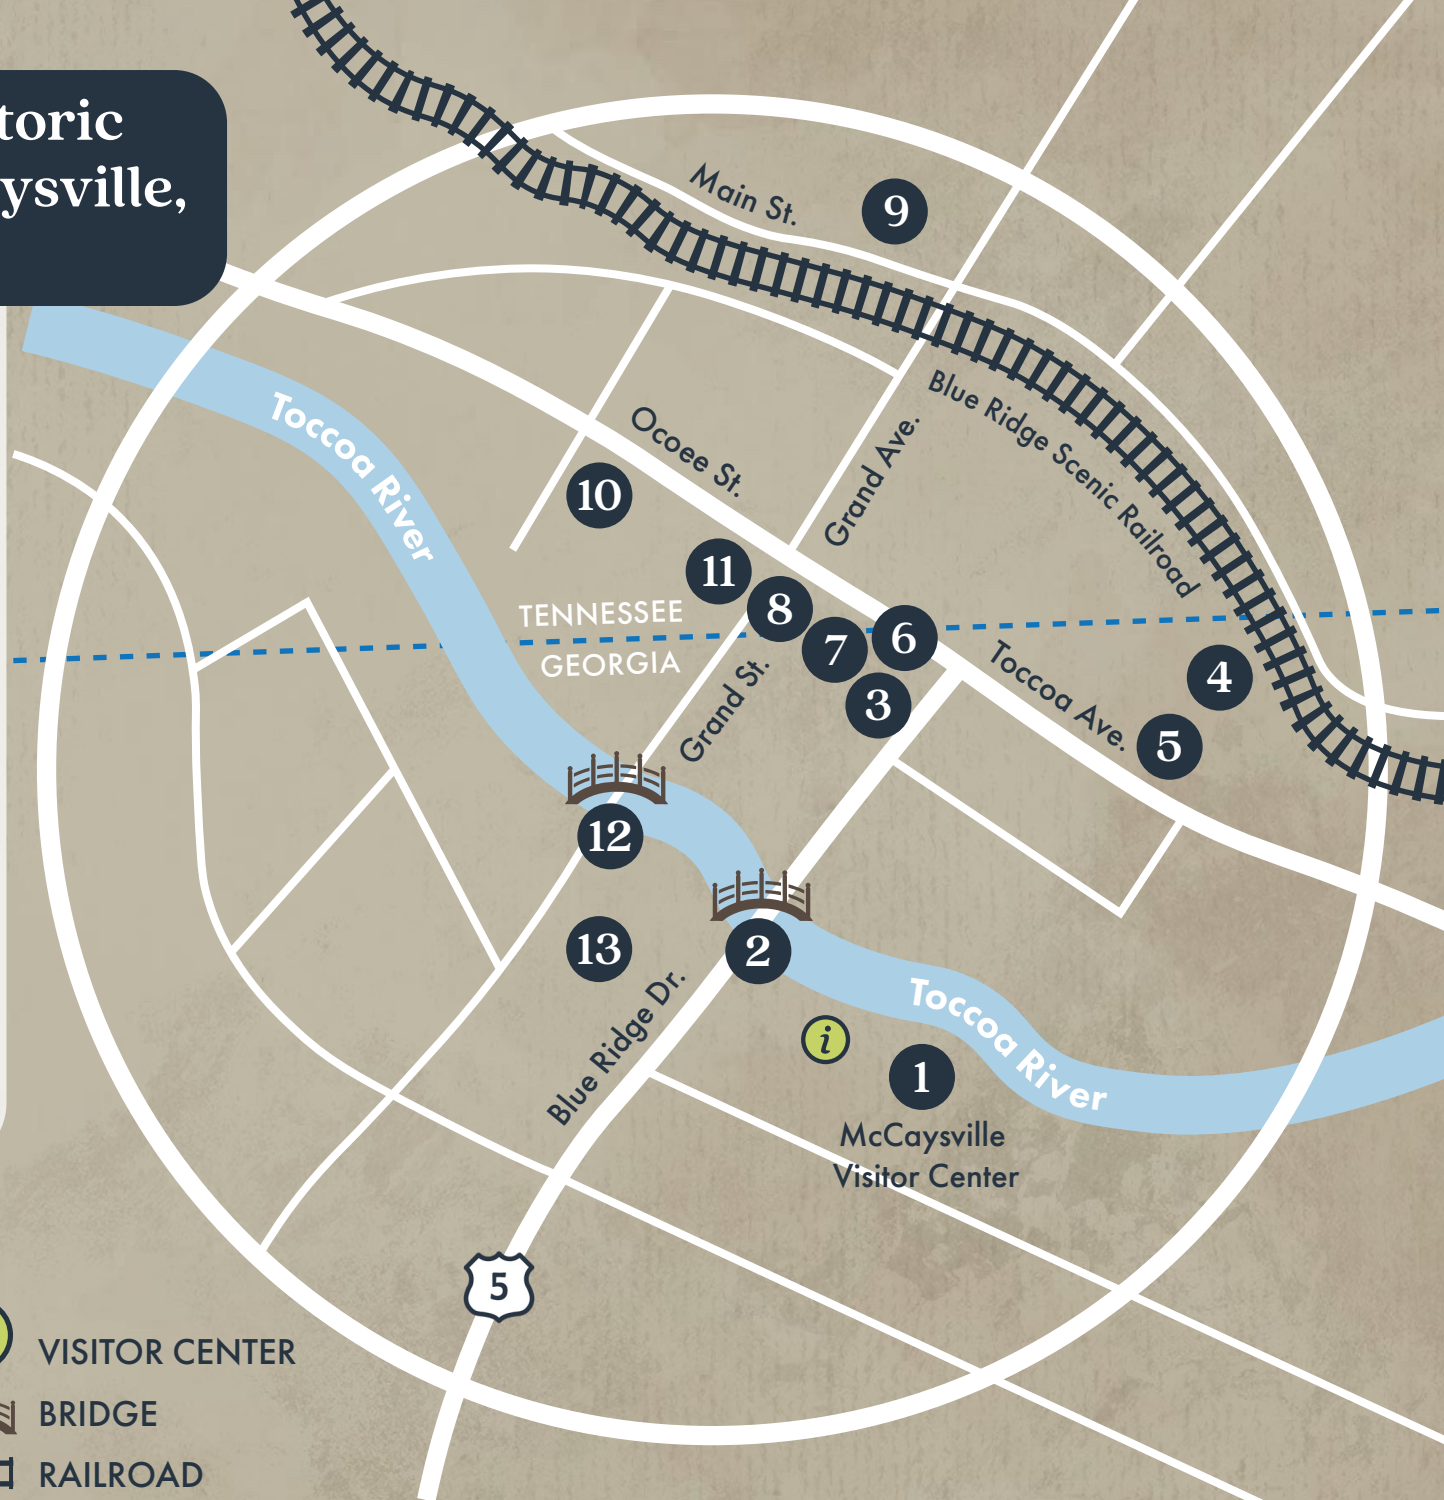 toric
ysville,
Main St.
9
Toccoa River
Ocoee St.
Grand Ave.
Blue Ridge Scenic Railroad
10
11
8
7
6
3
TENNESSEE
GEORGIA
Grand St.
Toccoa Ave.
4
5
12
13
2
Blue Ridge Dr.
Toccoa River
i
1
McCaysville
Visitor Center
5
VISITOR CENTER
BRIDGE
RAILROAD